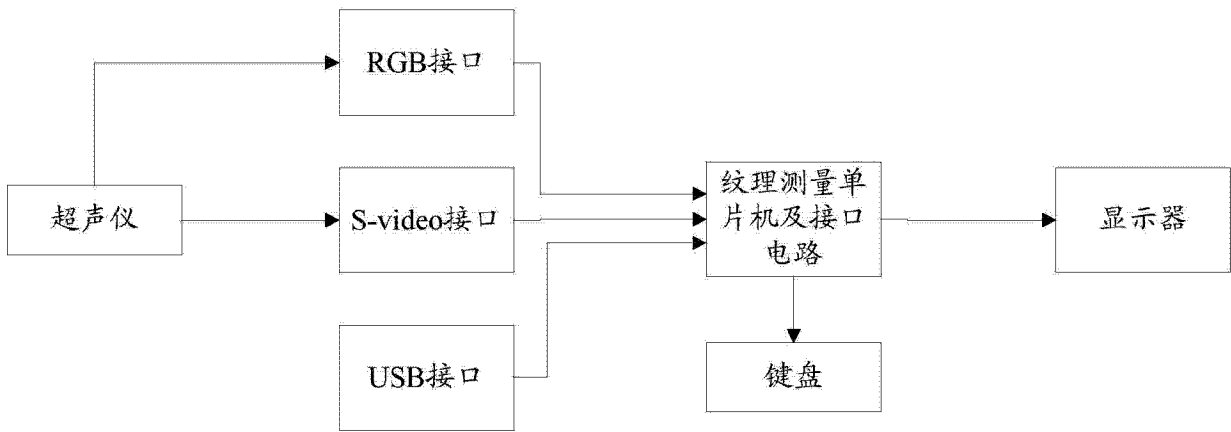 RGB接口
超声仪
S-video接口
纹理测量单
片机及接口
电路
显示器
USB接口
键盘